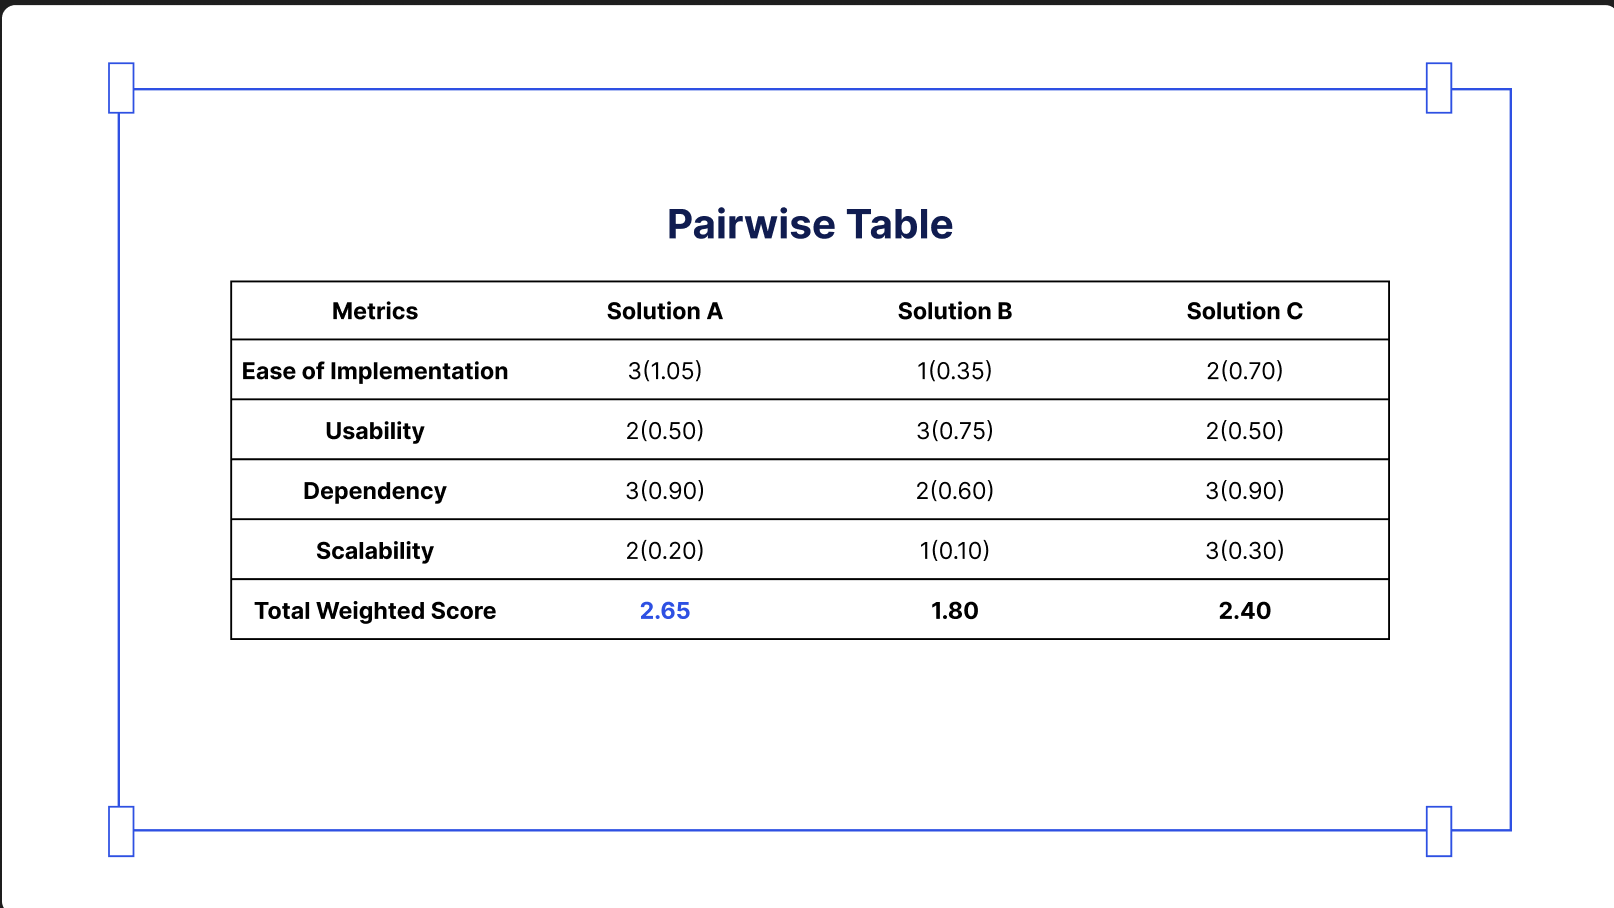 Pairwise Table
Metrics Solution A Solution B Solution C
Ease of Implementation 3(1.05) 1(0.35) 2(0.70)
Usability 2(0.50) 3(0.75) 2(0.50)
Dependency 3(0.90) 2(0.60) 3(0.90)
Scalability 2(0.20) 1(0.10) 3(0.30)
Total Weighted Score 2.65 1.80 2.40